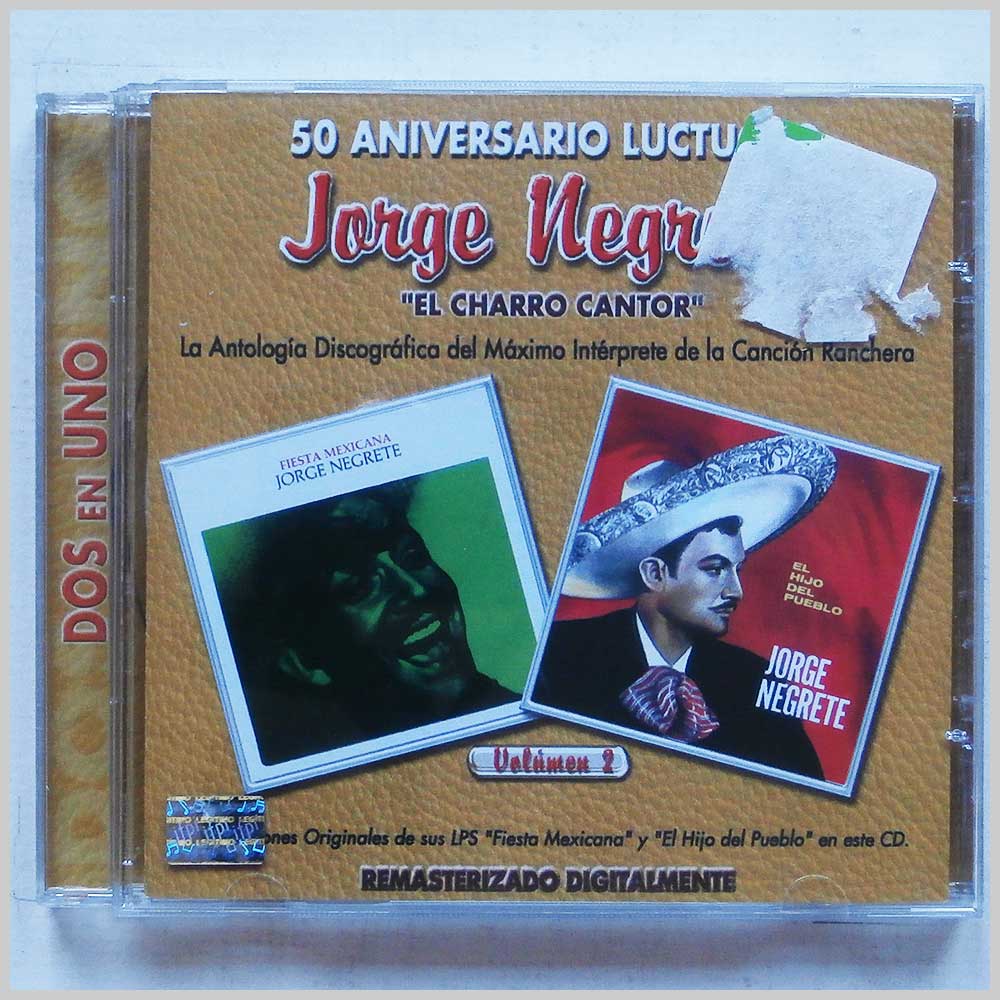 50 ANIVERSARIO LUCTU
Jorge Negr
"EL CHARRO CANTOR"
La Antología Discográfica del Máximo Intérprete de la Canción Ranchera
DOS EN UNO
FIESTA MEXICANA
JORGE NEGRETE
EL
HIJO
DEL
PUEBLO
JORGE
NEGRETE
Volúmen 2
ones Originales de sus LPS "Fiesta Mexicana" y "El Hijo del Pueblo" en este CD.
REMASTERIZADO DIGITALMENTE